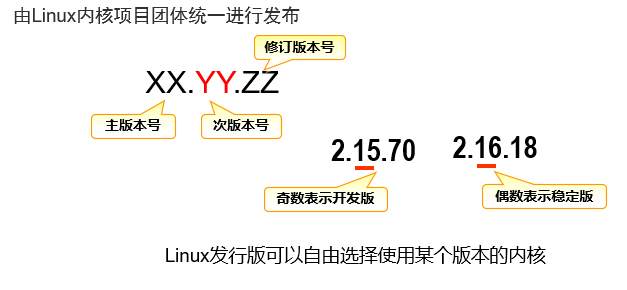 由Linux内核项目团体统一进行发布
修订版本号
XX.YY.ZZ
主版本号
次版本号
2.15.70
2.16.18
奇数表示开发版
偶数表示稳定版
Linux发行版可以自由选择使用某个版本的内核